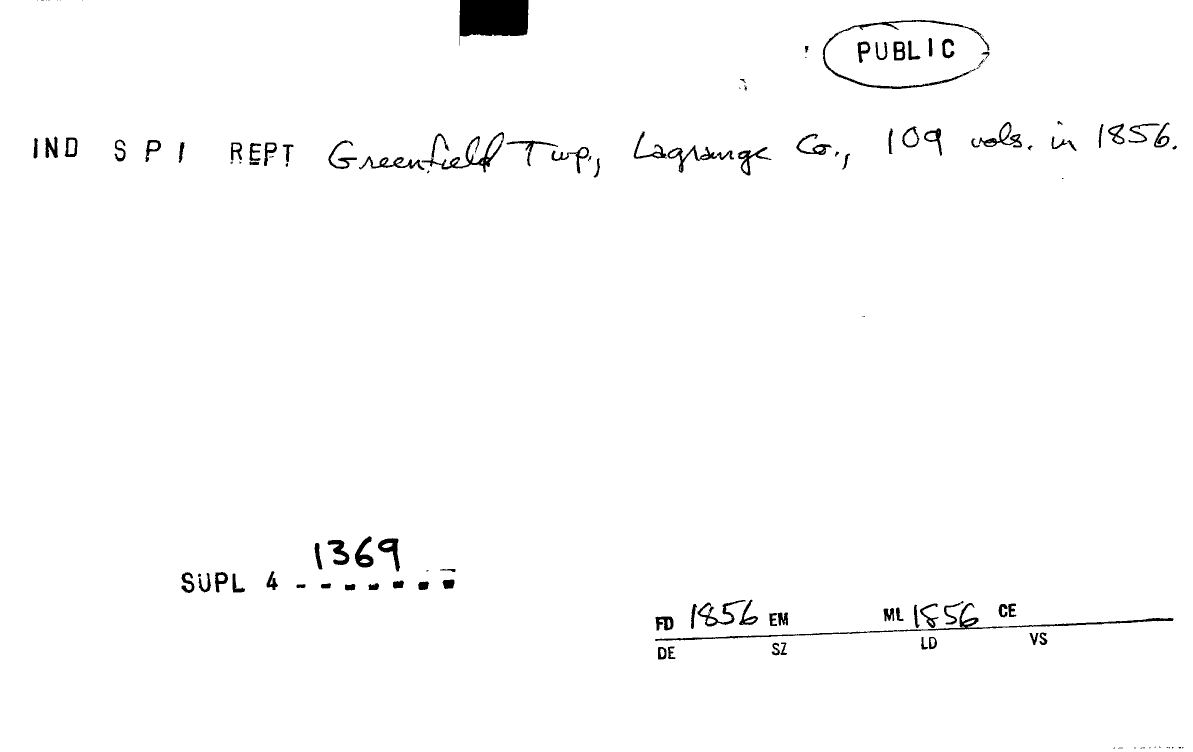 PUBLIC
IND S P I REPT Greenfield Twp, Lagrange Co., 109 vols. in 1856.
1369
SUPL 4 - - - - - - -
FD 1856 EM ML 1856 CE
DE SZ LD VS